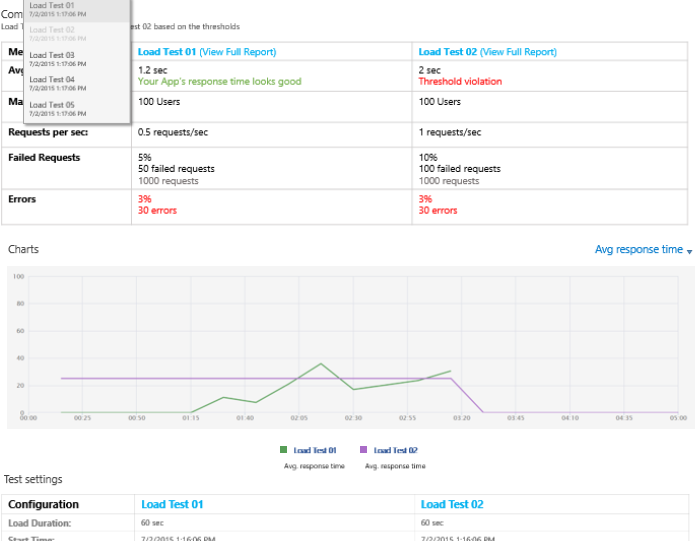 Load Test 01
7/2/2015 1:17:06 PM
Load Test 02
7/2/2015 1:17:06 PM
Load Test 03
7/2/2015 1:17:06 PM
Load Test 04
7/2/2015 1:17:06 PM
Load Test 05
7/2/2015 1:17:06 PM
Com
Load est 02 based on the thresholds
Me Load Test 01 (View Full Report) Load Test 02 (View Full Report)
Avg 1.2 sec 2 sec
Your App's response time looks good Threshold violation
Ma 100 Users 100 Users
Requests per sec: 0.5 requests/sec 1 requests/sec
Failed Requests 5% 10%
50 failed requests 100 failed requests
1000 requests 1000 requests
Errors 3% 3%
30 errors 30 errors
Charts Avg response time
100
80
60
40
20
0
00:00 00:25 00:50 01:15 01:40 02:05 02:30 02:55 03:20 03:45 04:10 04:35 05:00
Load Test 01 Load Test 02
Avg. response time Avg. response time
Test settings
Configuration Load Test 01 Load Test 02
Load Duration: 60 sec 60 sec
Start Time: 7/2/2015 1:16:06 PM 7/2/2015 1:16:06 PM